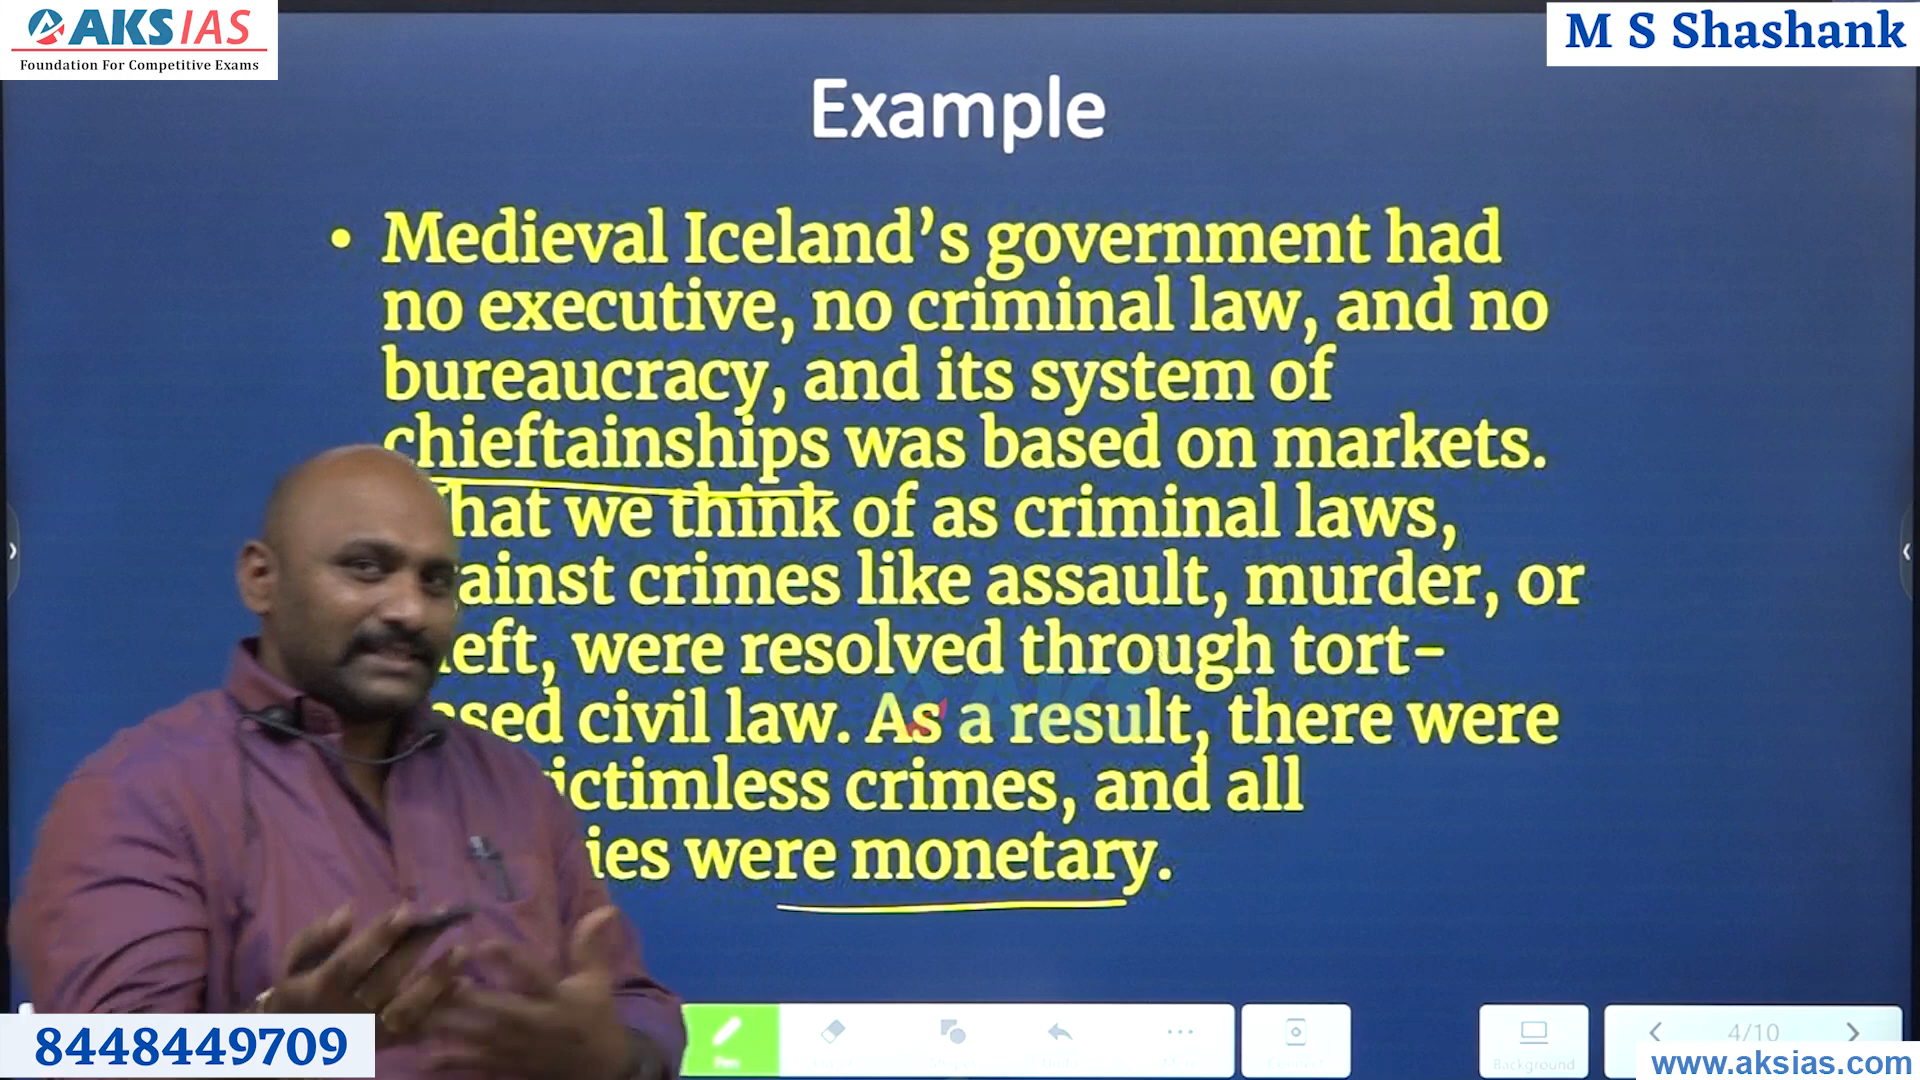 AKS IAS
Foundation For Competitive Exams
M S Shashank
Example
• Medieval Iceland’s government had
no executive, no criminal law, and no
bureaucracy, and its system of
chieftainships was based on markets.
hat we think of as criminal laws,
ainst crimes like assault, murder, or
eft, were resolved through tort-
ased civil law. As a result, there were
ictimless crimes, and all
ies were monetary.
4/10
Background
8448449709
www.aksias.com